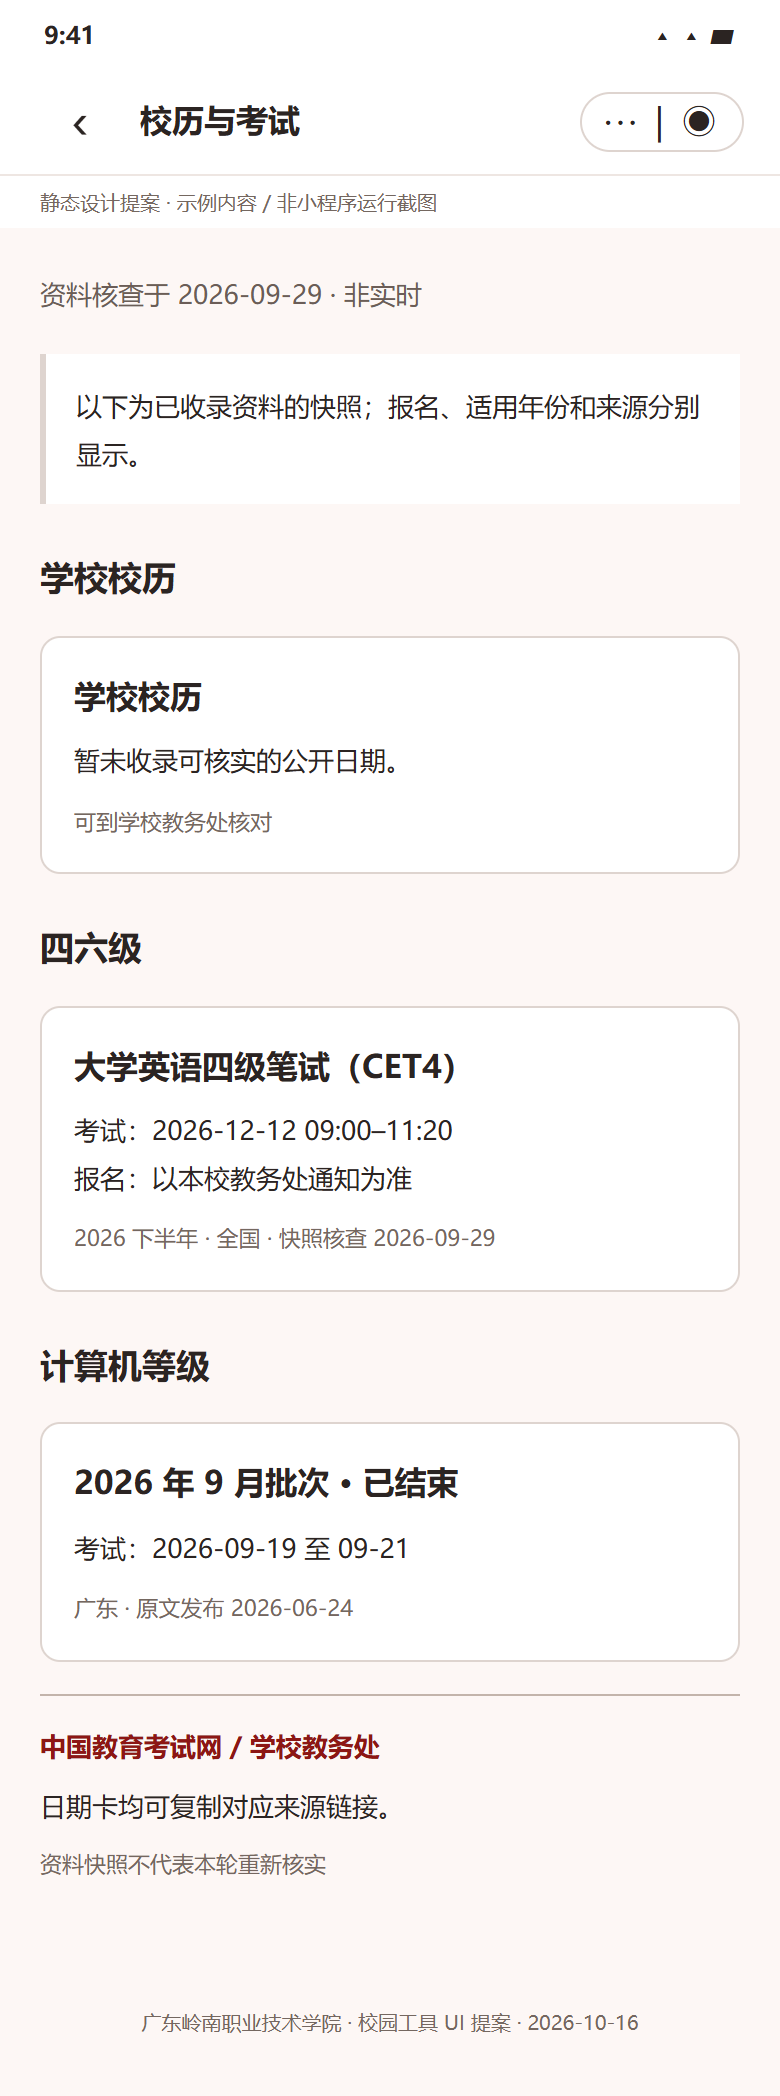 9:41
校历与考试
静态设计提案 · 示例内容 / 非小程序运行截图
资料核查于 2026-09-29 · 非实时
以下为已收录资料的快照；报名、适用年份和来源分别
显示。
学校校历
学校校历
暂未收录可核实的公开日期。
可到学校教务处核对
四六级
大学英语四级笔试（CET4）
考试：2026-12-12 09:00–11:20
报名：以本校教务处通知为准
2026 下半年 · 全国 · 快照核查 2026-09-29
计算机等级
2026 年 9 月批次 · 已结束
考试：2026-09-19 至 09-21
广东 · 原文发布 2026-06-24
中国教育考试网 / 学校教务处
日期卡均可复制对应来源链接。
资料快照不代表本轮重新核实
广东岭南职业技术学院 · 校园工具 UI 提案 · 2026-10-16